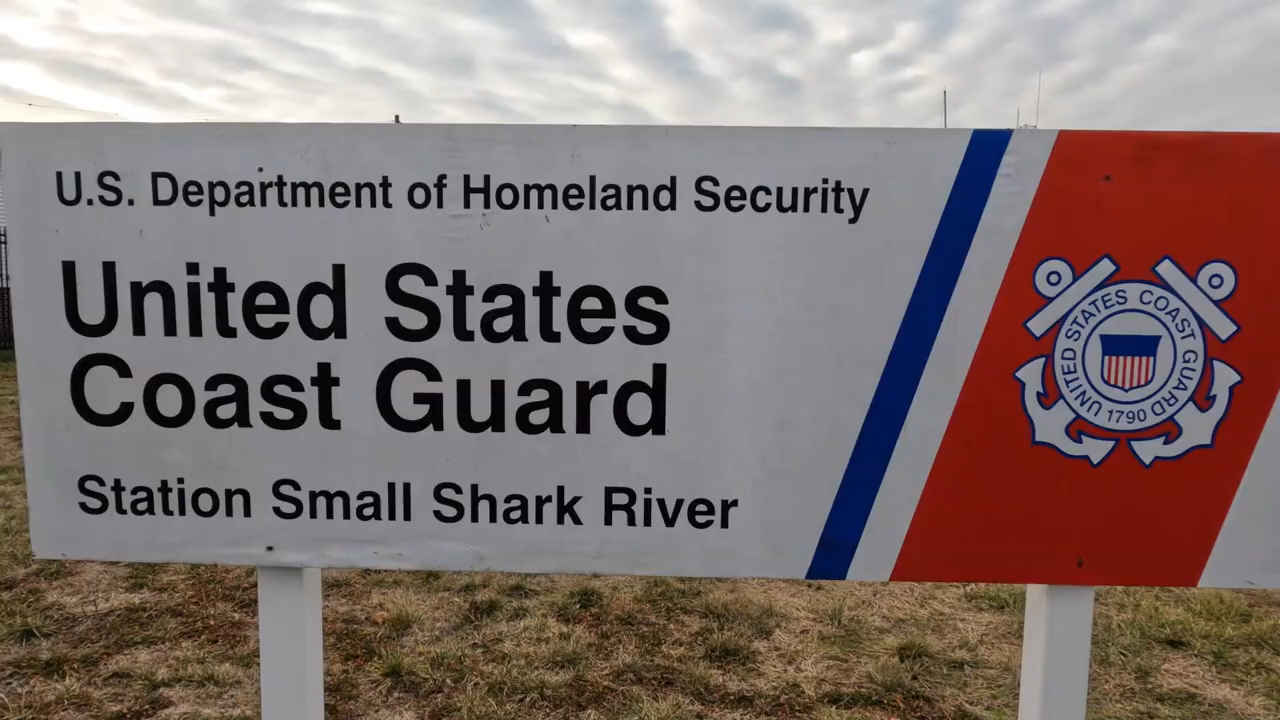 U.S. Department of Homeland Security
United States
Coast Guard
Station Small Shark River
UNITED STATES COAST GUARD
1790